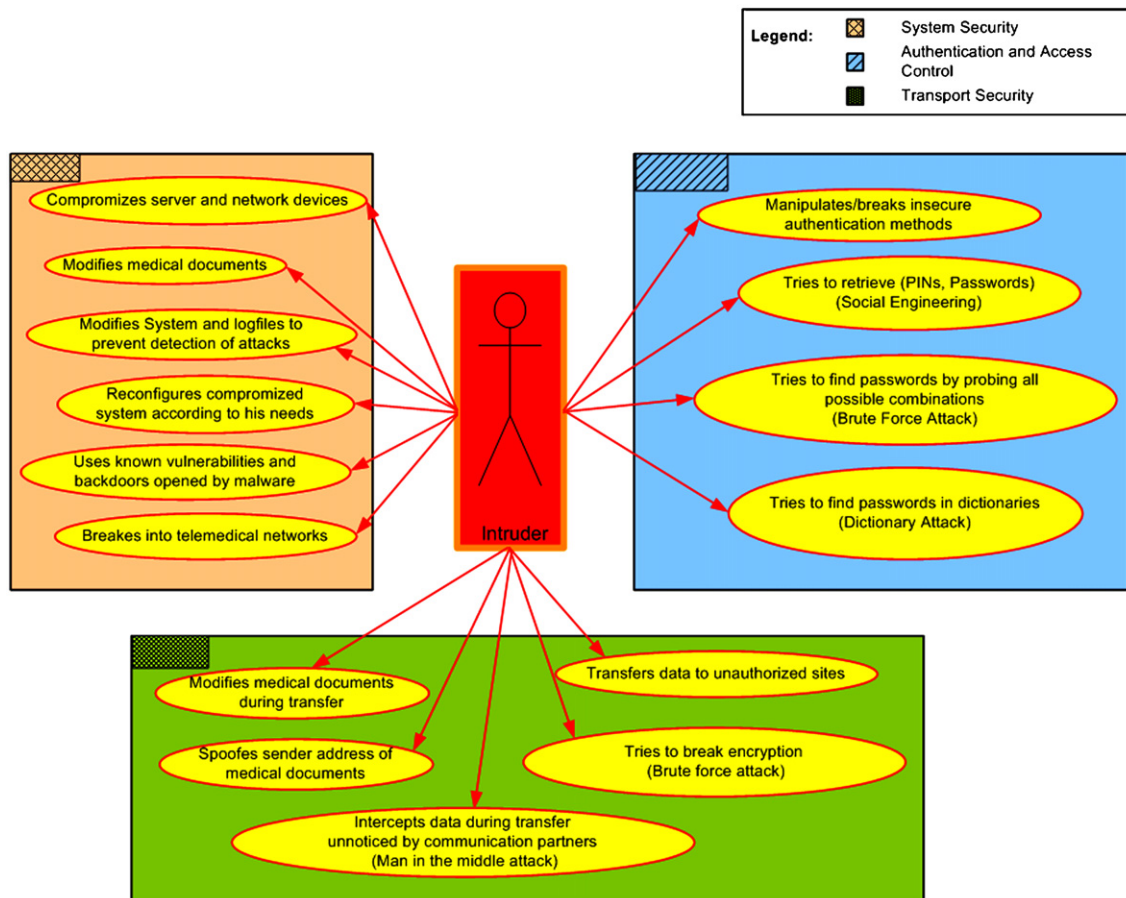 Legend:
System Security
Authentication and Access
Control
Transport Security
Compromizes server and network devices
Modifies medical documents
Modifies System and logfiles to
prevent detection of attacks
Reconfigures compromized
system according to his needs
Uses known vulnerabilities and
backdoors opened by malware
Breakes into telemedical networks
Intruder
Manipulates/breaks insecure
authentication methods
Tries to retrieve (PINs, Passwords)
(Social Engineering)
Tries to find passwords by probing all
possible combinations
(Brute Force Attack)
Tries to find passwords in dictionaries
(Dictionary Attack)
Modifies medical documents
during transfer
Transfers data to unauthorized sites
Spoofes sender address of
medical documents
Tries to break encryption
(Brute force attack)
Intercepts data during transfer
unnoticed by communication partners
(Man in the middle attack)